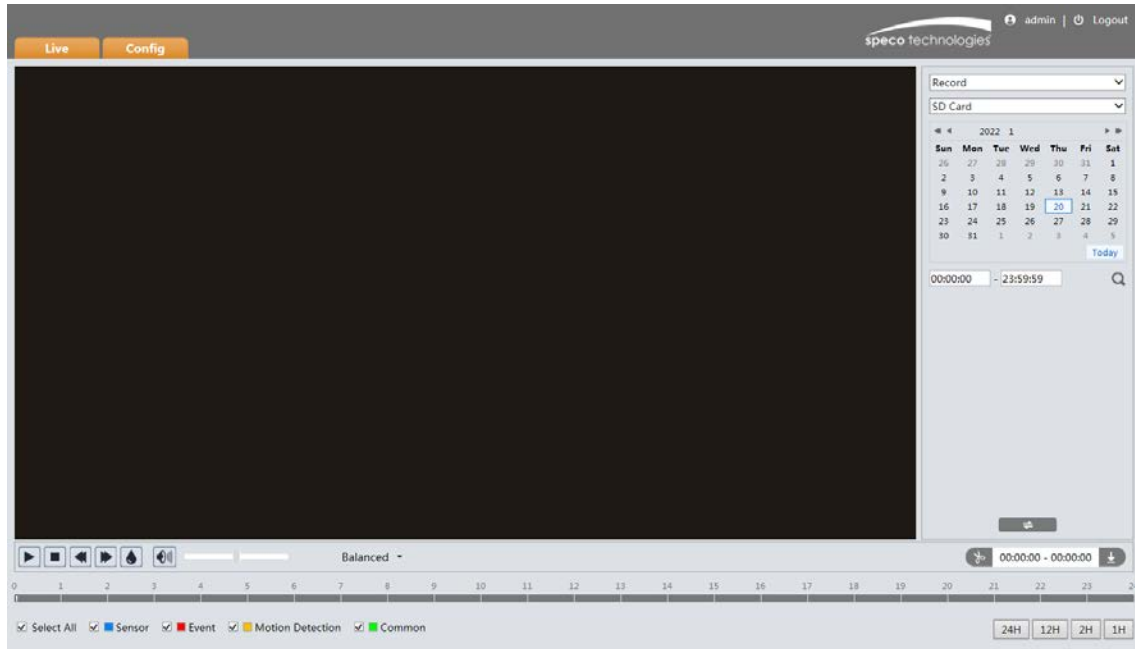 admin | Logout
speco technologies
Live Config
Record
SD Card
2022 1
Sun Mon Tue Wed Thu Fri Sat
26 27 28 29 30 31 1
2 3 4 5 6 7 8
9 10 11 12 13 14 15
16 17 18 19 20 21 22
23 24 25 26 27 28 29
30 31 1 2 3 4 5
Today
00:00:00 - 23:59:59
Balanced
00:00:00 - 00:00:00
0 1 2 3 4 5 6 7 8 9 10 11 12 13 14 15 16 17 18 19 20 21 22 23 2
Select All Sensor Event Motion Detection Common
24H 12H 2H 1H